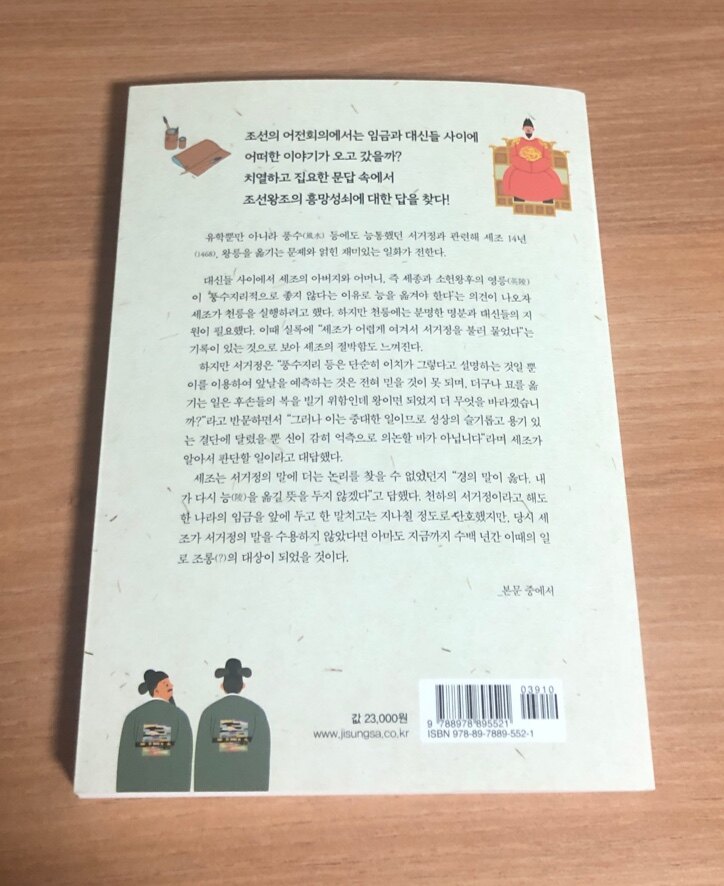 조선의 어전회의에서는 임금과 대신들 사이에
어떠한 이야기가 오고 갔을까?
치열하고 집요한 문답 속에서
조선왕조의 흥망성쇠에 대한 답을 찾다!
유학뿐만 아니라 풍수(風水) 등에도 능통했던 서거정과 관련해 세조 14년
(1468), 왕릉을 옮기는 문제와 얽힌 재미있는 일화가 전한다.
대신들 사이에서 세조의 아버지와 어머니, 즉 세종과 소헌왕후의 영릉(英陵)
이 '풍수지리적으로 좋지 않다는 이유로 능을 옮겨야 한다'는 의견이 나오자
세조가 천릉을 실행하려고 했다. 하지만 천릉에는 분명한 명분과 대신들의 지
원이 필요했다. 이때 실록에 "세조가 어렵게 여겨서 서거정을 불러 물었다"는
기록이 있는 것으로 보아 세조의 절박함도 느껴진다.
하지만 서거정은 "풍수지리 등은 단순히 이치가 그렇다고 설명하는 것일 뿐
이를 이용하여 앞날을 예측하는 것은 전혀 믿을 것이 못 되며, 더구나 묘를 옮
기는 일은 후손들의 복을 빌기 위함인데 왕이면 되었지 더 무엇을 바라겠습니
까?"라고 반문하면서 "그러나 이는 중대한 일이므로 성상의 슬기롭고 용기 있
는 결단에 달렸을 뿐 신이 감히 억측으로 의논할 바가 아닙니다"라며 세조가
알아서 판단할 일이라고 대답했다.
세조는 서거정의 말에 더는 논리를 찾을 수 없었던지 "경의 말이 옳다. 내
가 다시 능(陵)을 옮길 뜻을 두지 않겠다"고 답했다. 천하의 서거정이라고 해도
한 나라의 임금을 앞에 두고 한 말치고는 지나칠 정도로 단호했지만, 당시 세
조가 서거정의 말을 수용하지 않았다면 아마도 지금까지 수백 년간 이때의 일
로 조롱(?)의 대상이 되었을 것이다.
_본문 중에서
값 23,000원
www.jisungsa.co.kr
03910
9 788978 895521
ISBN 978-89-7889-552-1